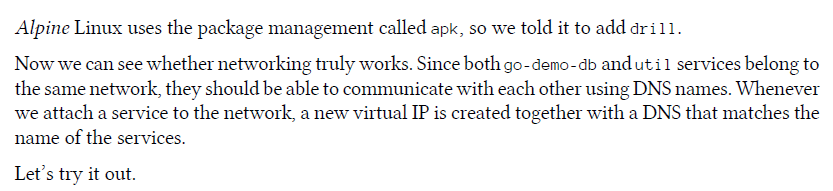 Alpine Linux uses the package management called apk, so we told it to add drill.
Now we can see whether networking truly works. Since both go-demo-db and util services belong to
the same network, they should be able to communicate with each other using DNS names. Whenever
we attach a service to the network, a new virtual IP is created together with a DNS that matches the
name of the services.
Let's try it out.